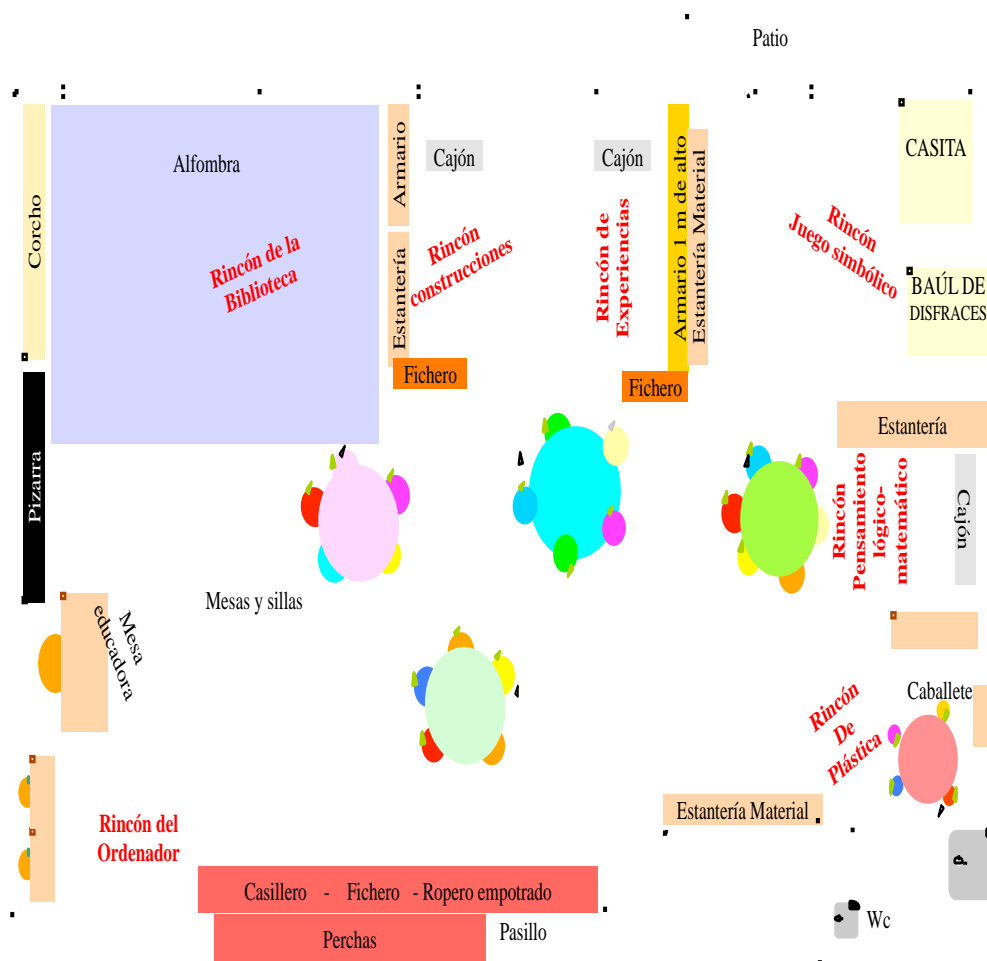 Patio
Corcho
Alfombra
Armario
Cajón
Cajón
Armario 1 m de alto
Estantería Material
CASITA
Rincón de la
Biblioteca
Estantería
Rincón
construcciones
Rincón de
Experiencias
Rincón
Juego simbólico
BAÚL DE
DISFRACES
Fichero
Fichero
Estantería
Pizarra
Rincón
Pensamiento
lógico-
matemático
Cajón
Mesas y sillas
Mesa
educadora
Caballete
Rincón
De
Plástica
Estantería Material
Rincón del
Ordenador
Casillero - Fichero - Ropero empotrado
Perchas
Pasillo
Wc